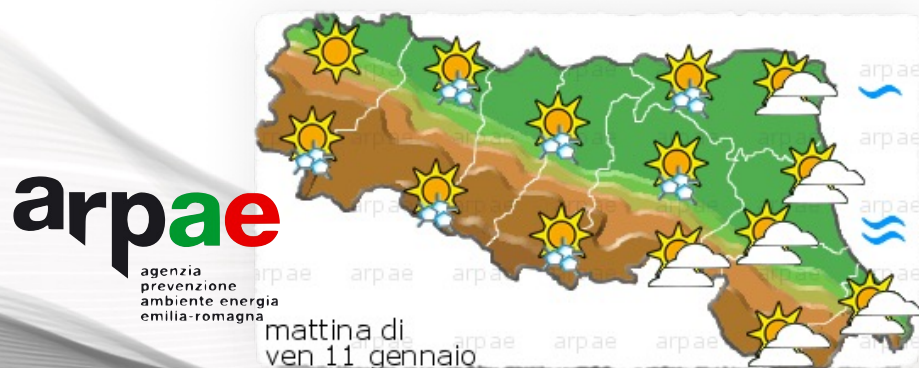 arpae
agenzia
prevenzione
ambiente energia
emilia-romagna
mattina di
ven 11 gennaio